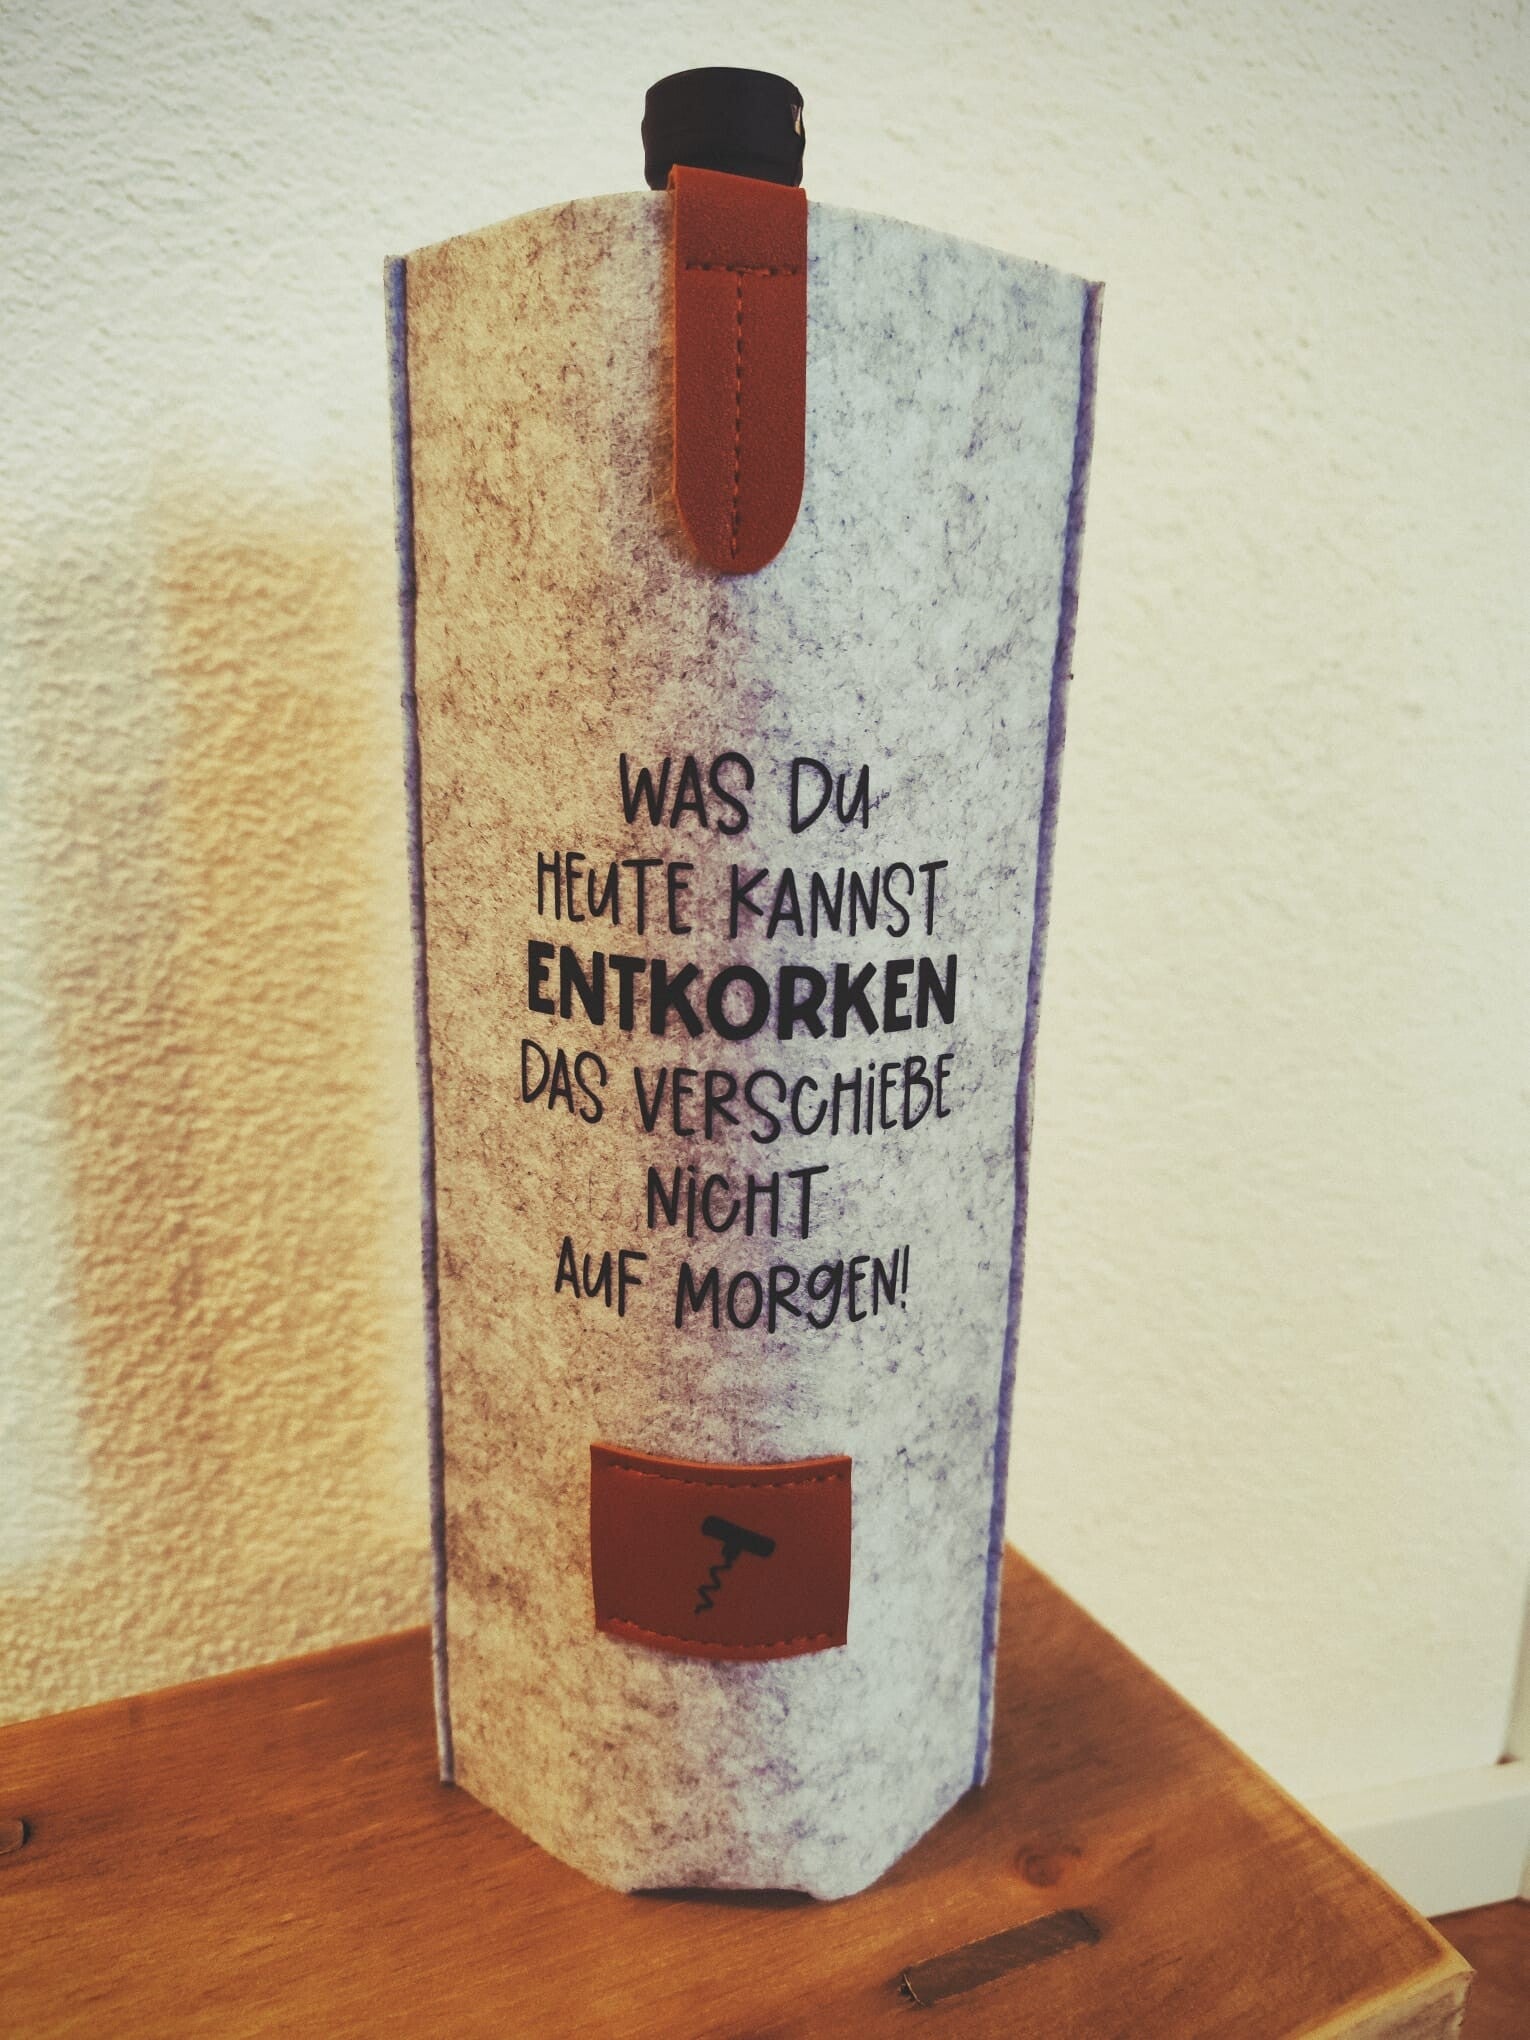 WAS DU
HEUTE KANNST
ENTKORKEN
DAS VERSCHIEBE
NICHT
AUF MORGEN!